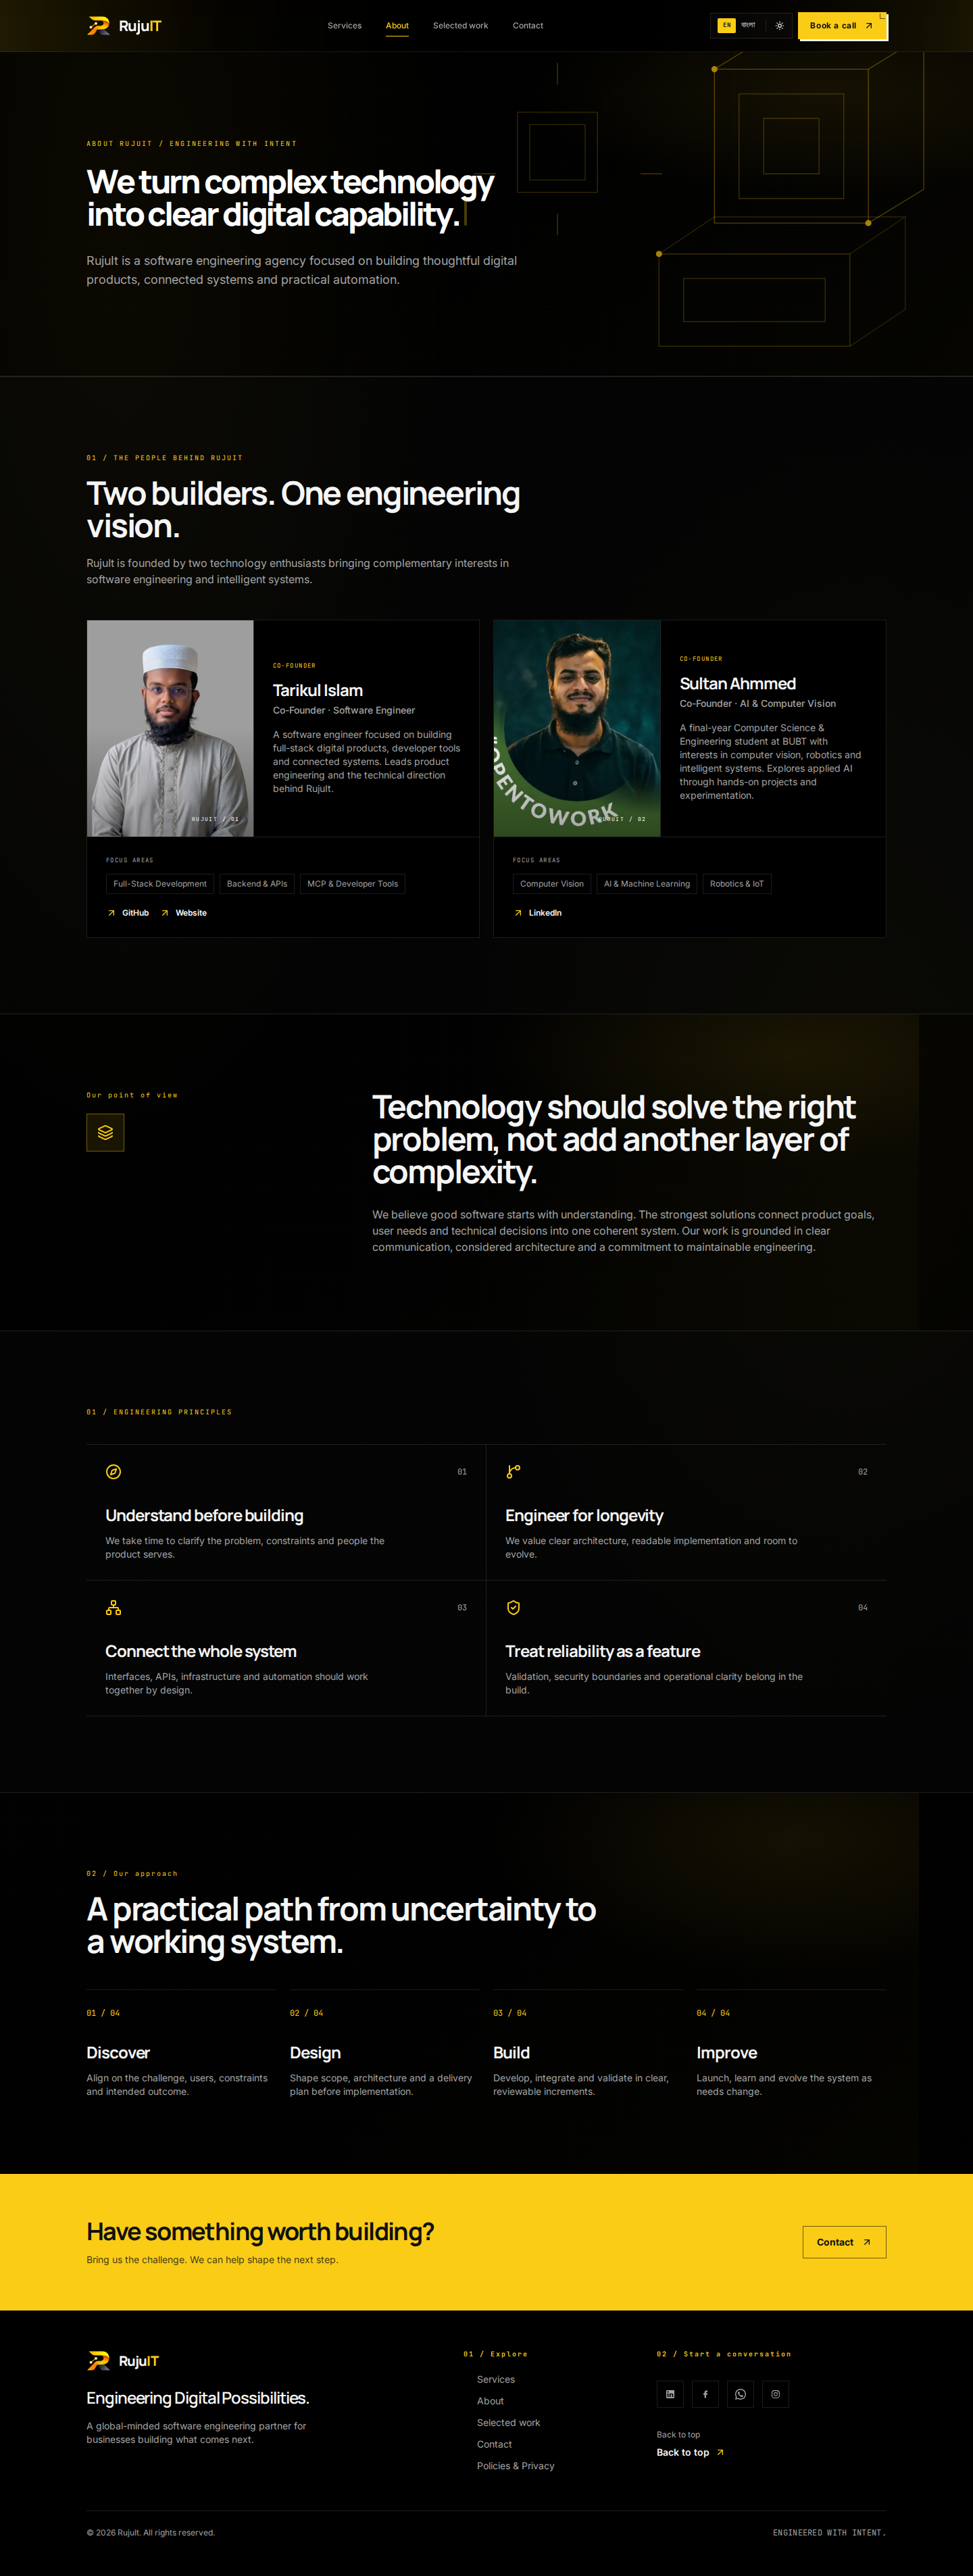 RujuIT
Services
About
Selected work
Contact
EN
বাংলা
Book a call
ABOUT RUJUIT / ENGINEERING WITH INTENT
We turn complex technology
into clear digital capability.
RujuIt is a software engineering agency focused on building thoughtful digital
products, connected systems and practical automation.
01 / THE PEOPLE BEHIND RUJUIT
Two builders. One engineering
vision.
RujuIt is founded by two technology enthusiasts bringing complementary interests in
software engineering and intelligent systems.
RUJUIT / 01
CO-FOUNDER
Tarikul Islam
Co-Founder · Software Engineer
A software engineer focused on building
full-stack digital products, developer tools
and connected systems. Leads product
engineering and the technical direction
behind RujuIt.
FOCUS AREAS
Full-Stack Development
Backend & APIs
MCP & Developer Tools
GitHub
Website
OPENTOWORK
RUJUIT / 02
CO-FOUNDER
Sultan Ahmmed
Co-Founder · AI & Computer Vision
A final-year Computer Science &
Engineering student at BUBT with
interests in computer vision, robotics and
intelligent systems. Explores applied AI
through hands-on projects and
experimentation.
FOCUS AREAS
Computer Vision
AI & Machine Learning
Robotics & IoT
LinkedIn
Our point of view
Technology should solve the right
problem, not add another layer of
complexity.
We believe good software starts with understanding. The strongest solutions connect product goals,
user needs and technical decisions into one coherent system. Our work is grounded in clear
communication, considered architecture and a commitment to maintainable engineering.
01 / ENGINEERING PRINCIPLES
01
Understand before building
We take time to clarify the problem, constraints and people the
product serves.
02
Engineer for longevity
We value clear architecture, readable implementation and room to
evolve.
03
Connect the whole system
Interfaces, APIs, infrastructure and automation should work
together by design.
04
Treat reliability as a feature
Validation, security boundaries and operational clarity belong in the
build.
02 / Our approach
A practical path from uncertainty to
a working system.
01 / 04
Discover
Align on the challenge, users, constraints
and intended outcome.
02 / 04
Design
Shape scope, architecture and a delivery
plan before implementation.
03 / 04
Build
Develop, integrate and validate in clear,
reviewable increments.
04 / 04
Improve
Launch, learn and evolve the system as
needs change.
Have something worth building?
Bring us the challenge. We can help shape the next step.
Contact
RujuIT
Engineering Digital Possibilities.
A global-minded software engineering partner for
businesses building what comes next.
01 / Explore
Services
About
Selected work
Contact
Policies & Privacy
02 / Start a conversation
Back to top
Back to top
© 2026 RujuIt. All rights reserved.
ENGINEERED WITH INTENT.